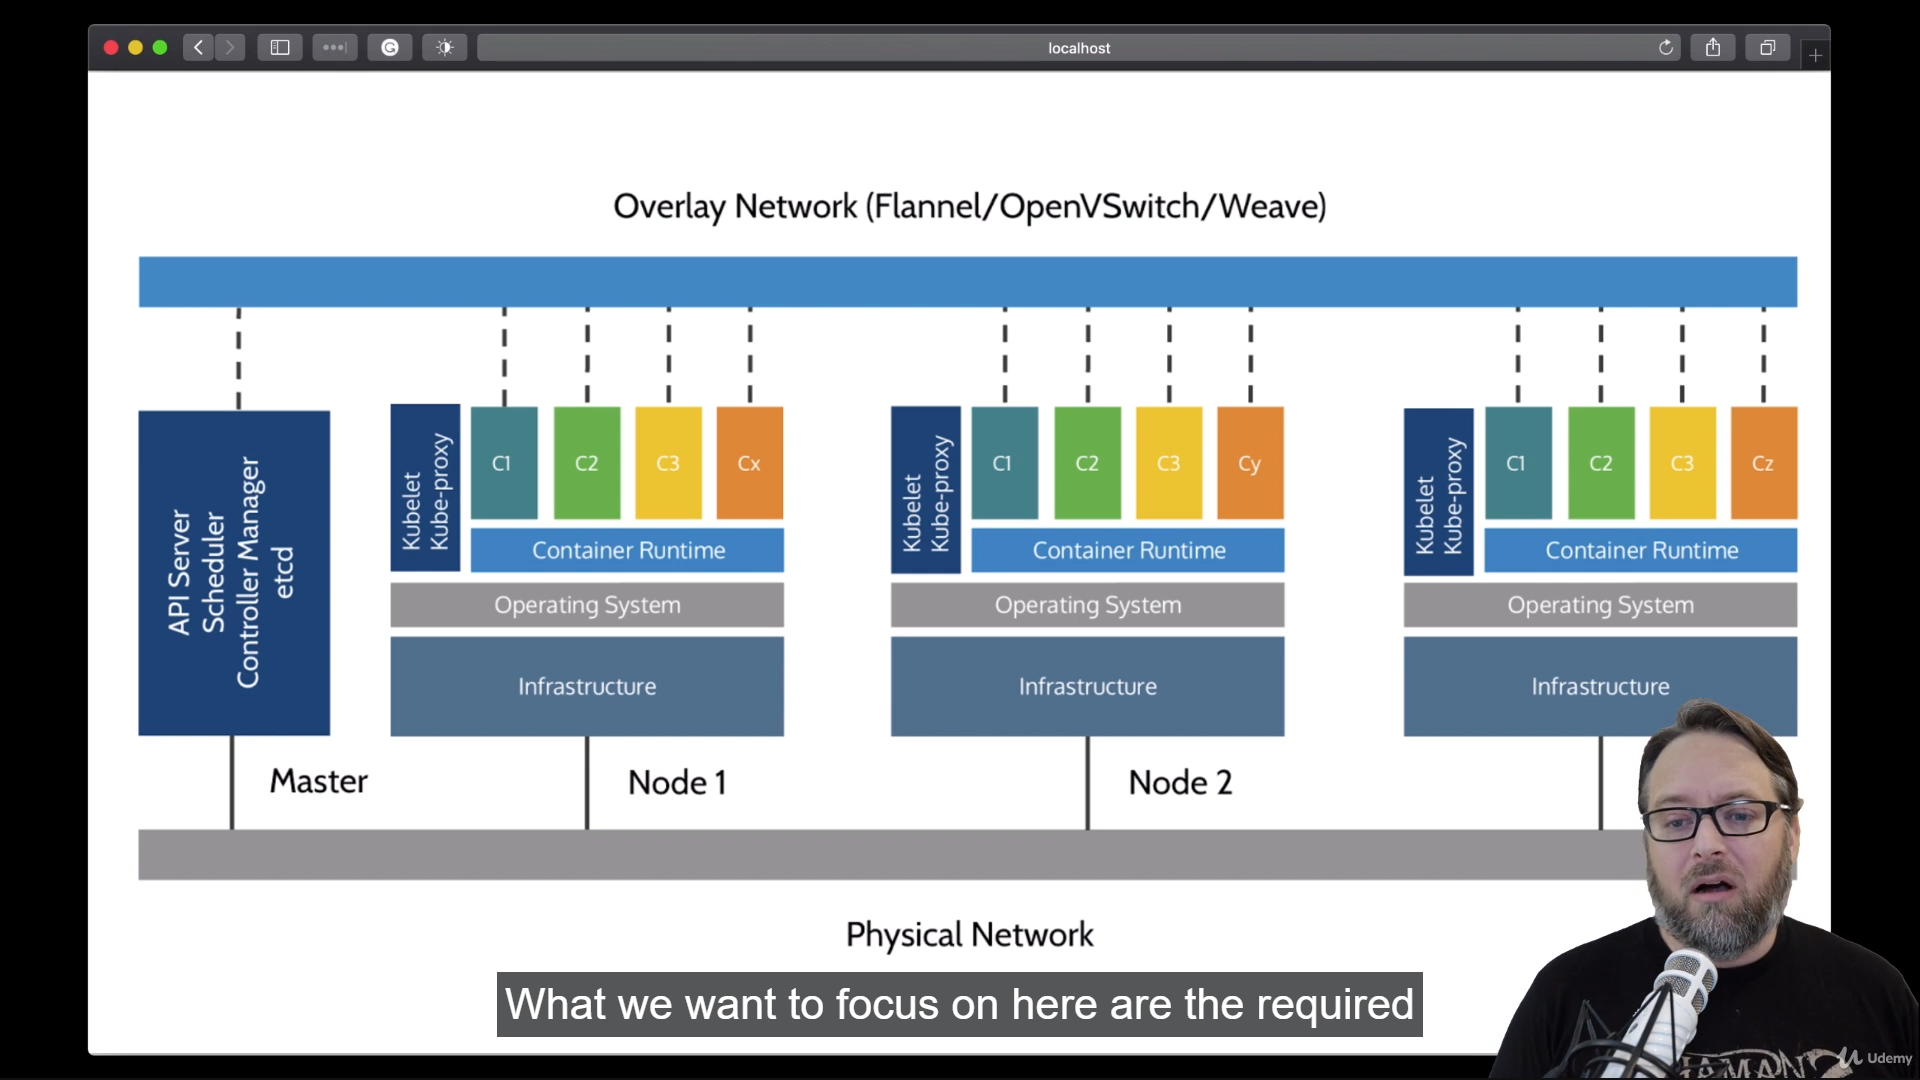 localhost
Overlay Network (Flannel/OpenVSwitch/Weave)
API Server
Scheduler
Controller Manager
etcd
Kubelet
Kube-proxy
C1
C2
C3
Cx
Container Runtime
Operating System
Infrastructure
Kubelet
Kube-proxy
C1
C2
C3
Cy
Container Runtime
Operating System
Infrastructure
Kubelet
Kube-proxy
C1
C2
C3
Cz
Container Runtime
Operating System
Infrastructure
Master
Node 1
Node 2
Physical Network
What we want to focus on here are the required
Udemy